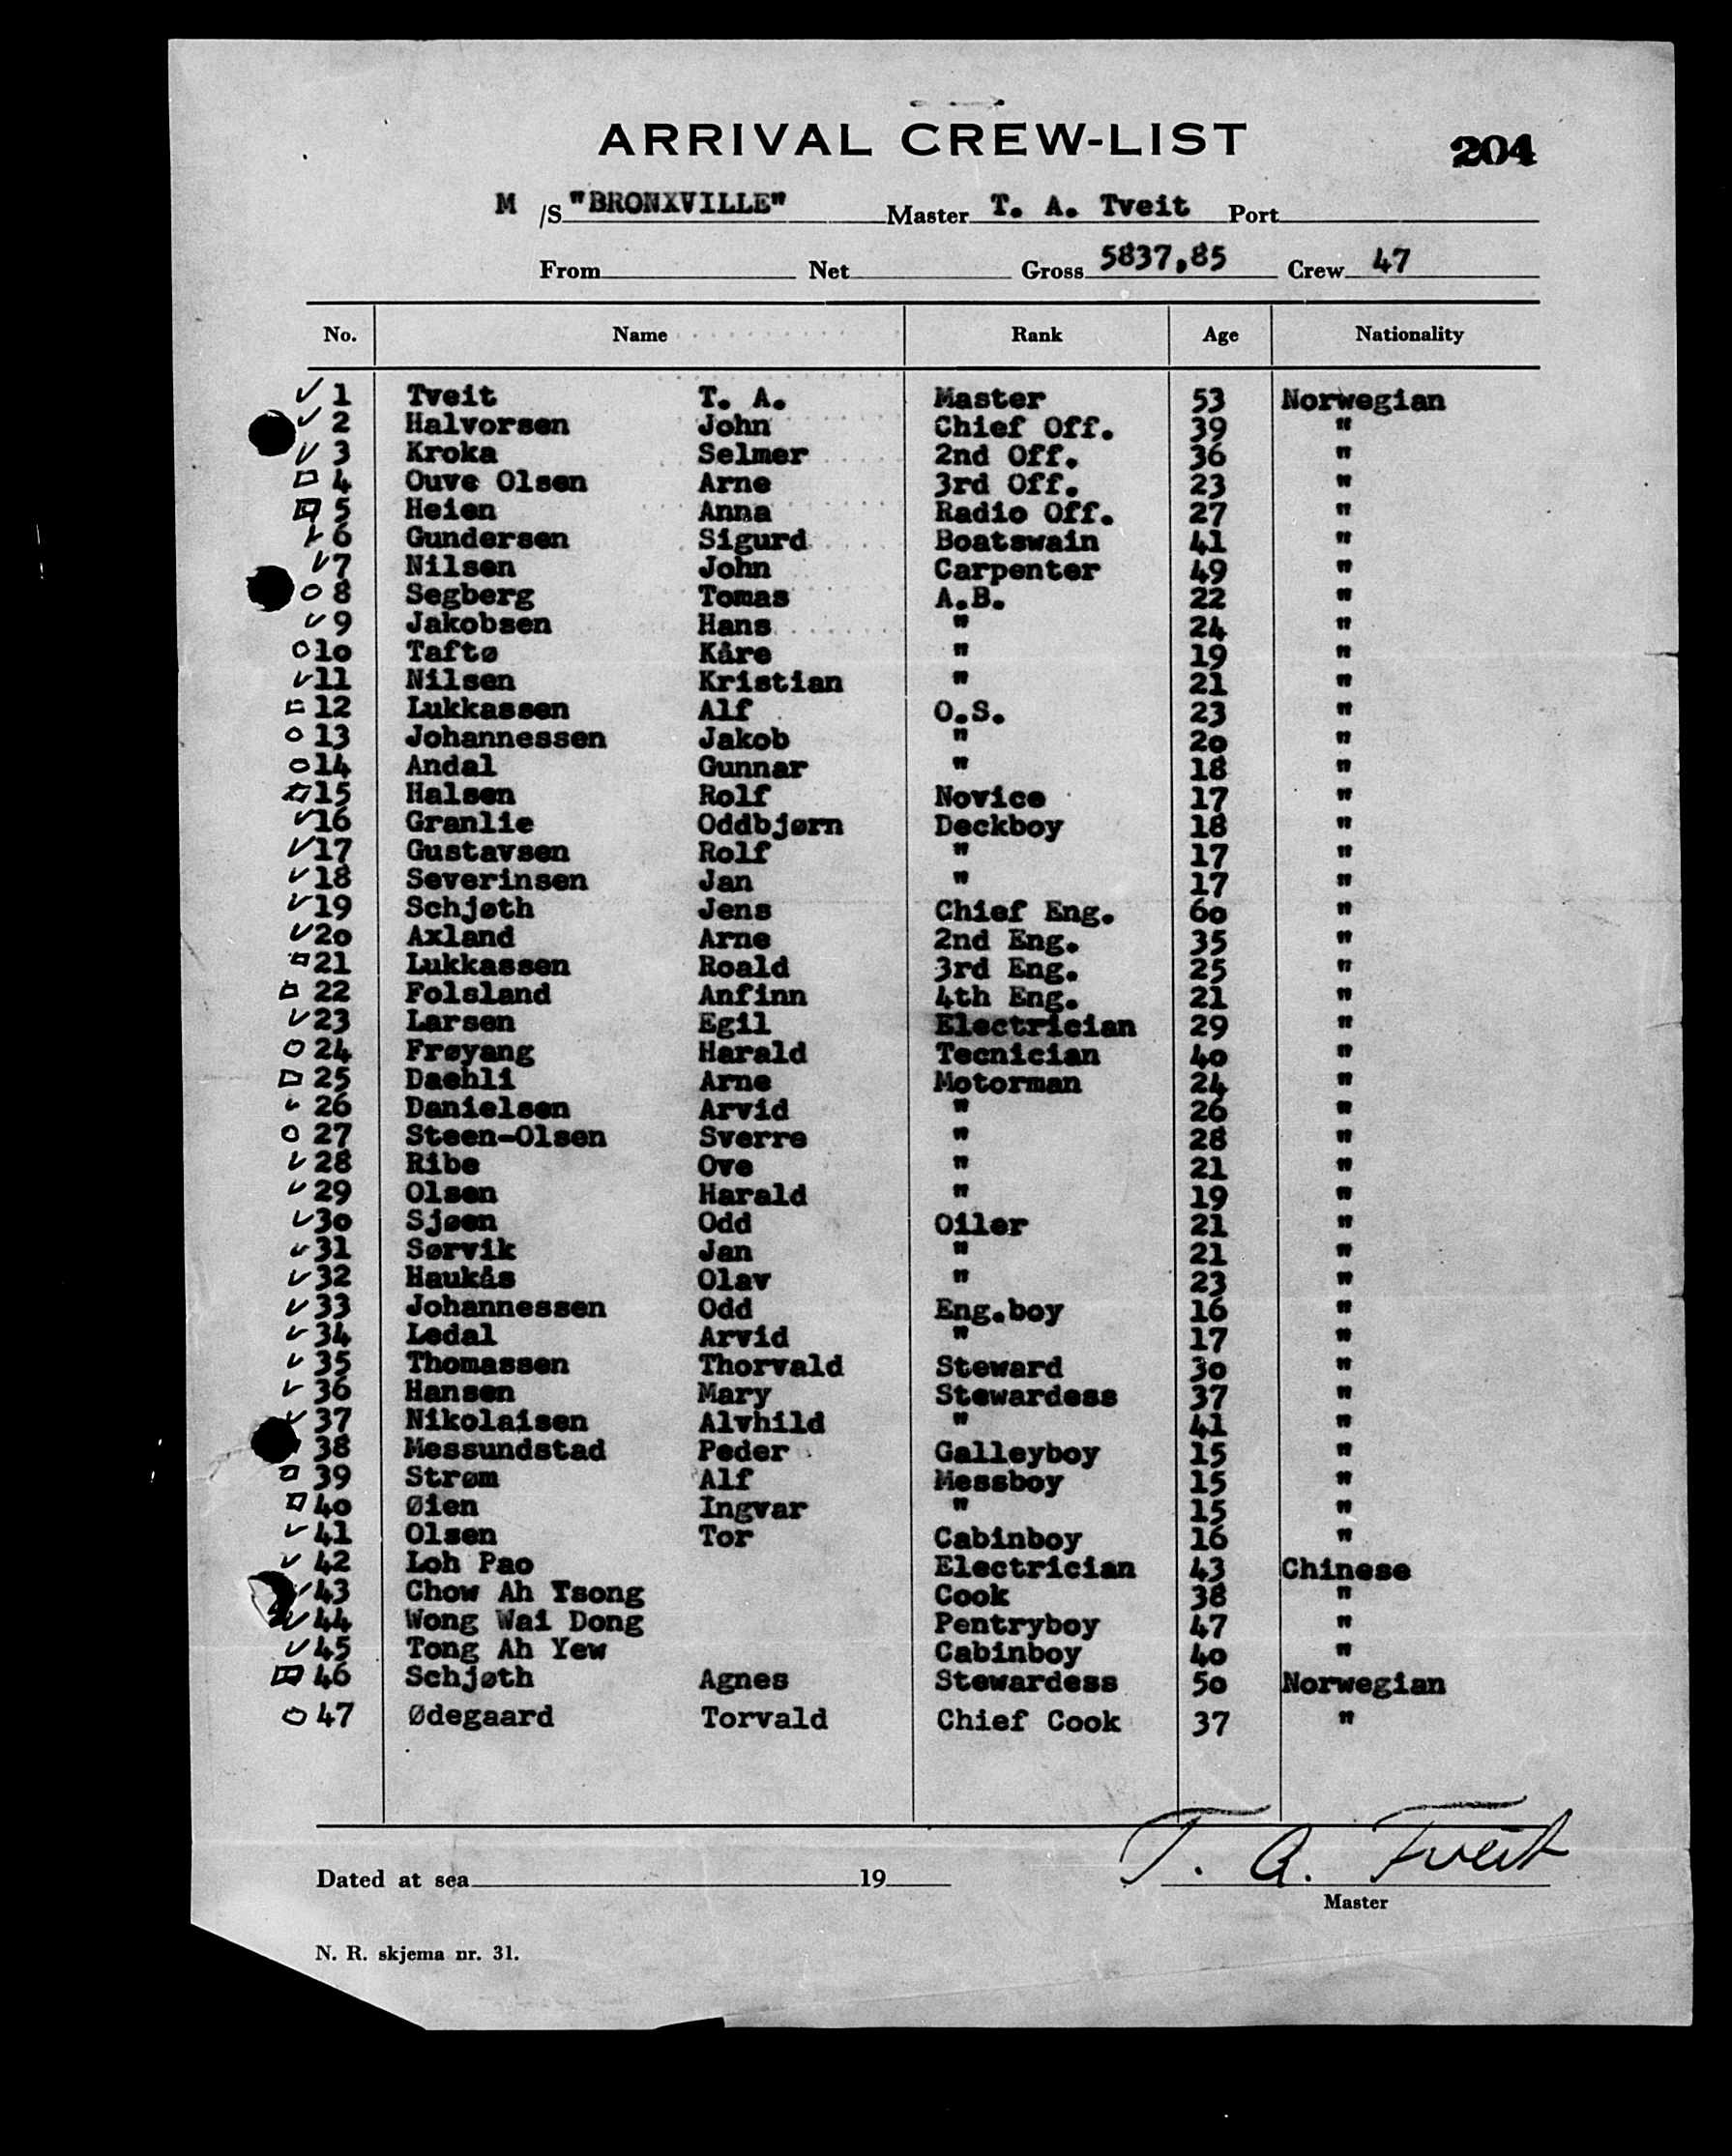 ARRIVAL CREW-LIST 204
M /S "BRONXVILLE" Master T. A. Tveit Port
From Net Gross 5837,85 Crew 47
No. Name Rank Age Nationality
1 Tveit T. A. Master 53 Norwegian
2 Halvorsen John Chief Off. 39 "
3 Kroka Selmer 2nd Off. 36 "
4 Ouve Olsen Arne 3rd Off. 23 "
5 Heien Anna Radio Off. 27 "
6 Gundersen Sigurd Boatswain 41 "
7 Nilsen John Carpenter 49 "
8 Segberg Tomas A.B. 22 "
9 Jakobsen Hans " 24 "
1o Taftø Kåre " 19 "
11 Nilsen Kristian " 21 "
12 Lukkassen Alf O.S. 23 "
13 Johannessen Jakob " 2o "
14 Andal Gunnar " 18 "
15 Halsen Rolf Novice 17 "
16 Granlie Oddbjørn Deckboy 18 "
17 Gustavsen Rolf " 17 "
18 Severinsen Jan " 17 "
19 Schjøth Jens Chief Eng. 6o "
2o Axland Arne 2nd Eng. 35 "
21 Lukkassen Roald 3rd Eng. 25 "
22 Folsland Anfinn 4th Eng. 21 "
23 Larsen Egil Electrician 29 "
24 Frøyang Harald Tecnician 4o "
25 Daehli Arne Motorman 24 "
26 Danielsen Arvid " 26 "
27 Steen-Olsen Sverre " 28 "
28 Ribe Ove " 21 "
29 Olsen Harald " 19 "
3o Sjøen Odd Oiler 21 "
31 Sørvik Jan " 21 "
32 Haukås Olav " 23 "
33 Johannessen Odd Eng.boy 16 "
34 Ledal Arvid " 17 "
35 Thomassen Thorvald Steward 3o "
36 Hansen Mary Stewardess 37 "
37 Nikolaisen Alvhild " 41 "
38 Messundstad Peder Galleyboy 15 "
39 Strøm Alf Messboy 15 "
4o Øien Ingvar " 15 "
41 Olsen Tor Cabinboy 16 "
42 Loh Pao Electrician 43 Chinese
43 Chow Ah Tsong Cook 38 "
44 Wong Wai Dong Pentryboy 47 "
45 Tong Ah Yew Cabinboy 4o "
46 Schjøth Agnes Stewardess 5o Norwegian
47 Ødegaard Torvald Chief Cook 37 "
T. A. Tveit
Dated at sea 19
Master
N. R. skjema nr. 31.